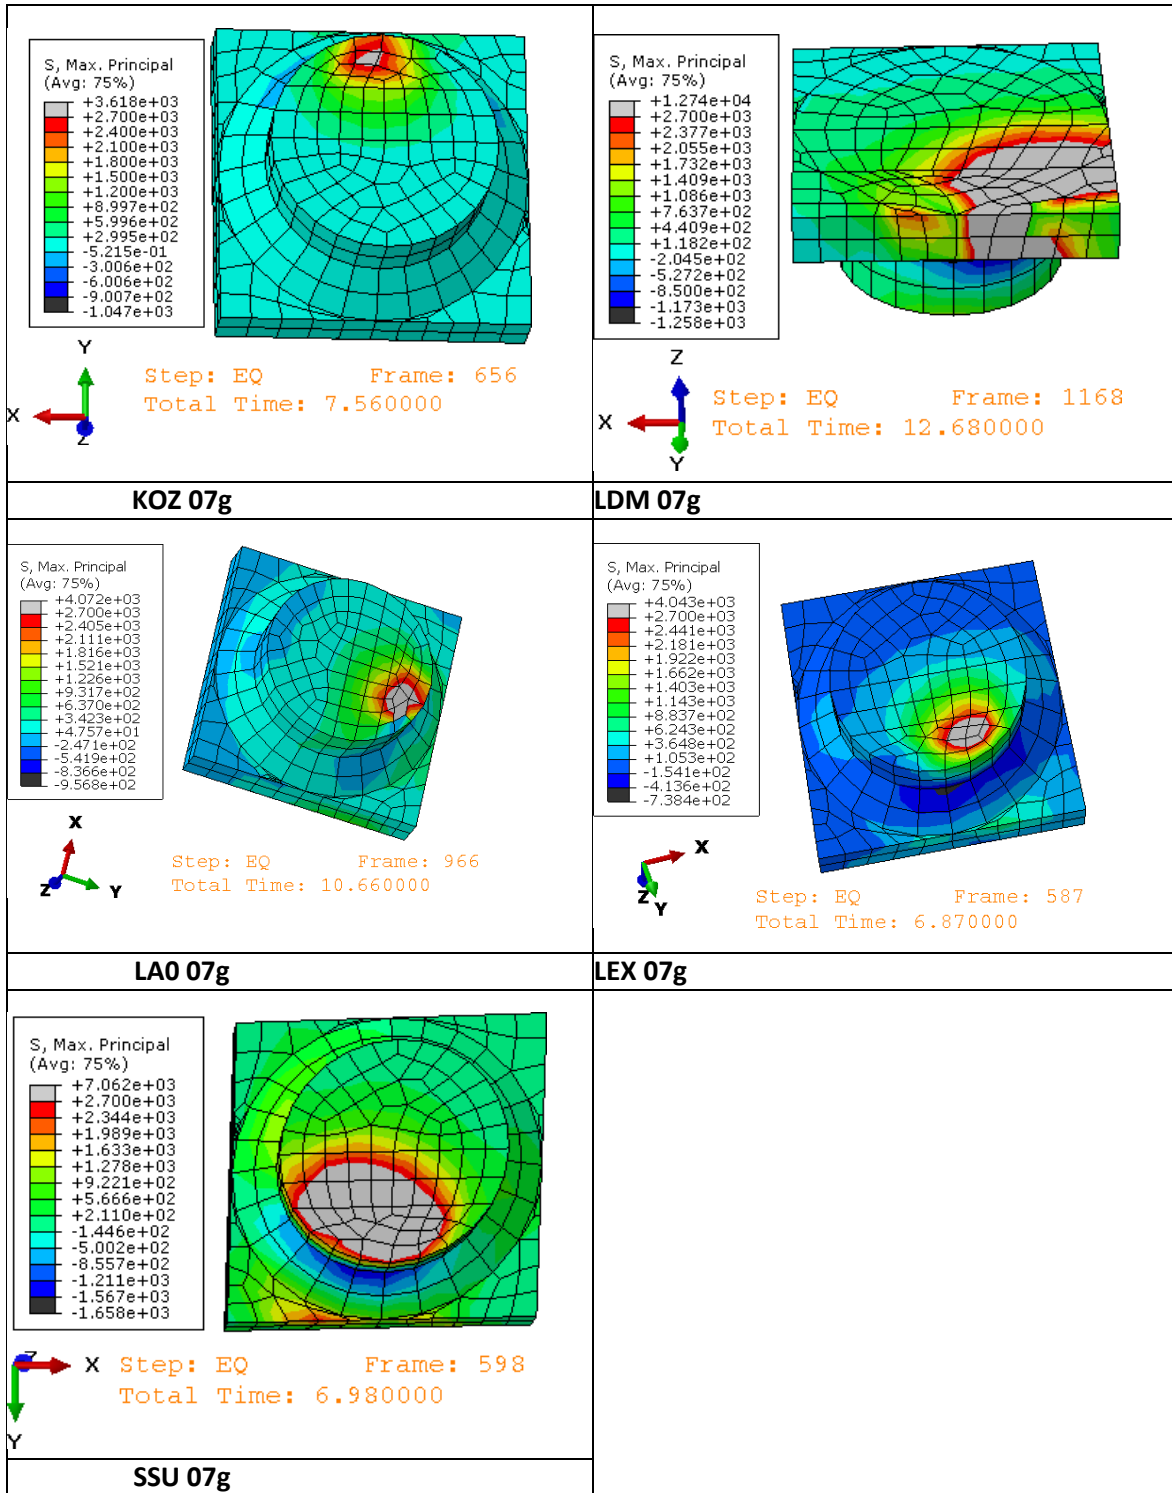 S, Max. Principal
(Avg: 75%)
+3.618e+03
+2.700e+03
+2.400e+03
+2.100e+03
+1.800e+03
+1.500e+03
+1.200e+03
+8.997e+02
+5.996e+02
+2.995e+02
-5.215e-01
-3.006e+02
-6.006e+02
-9.007e+02
-1.047e+03
Y
X
Z
Step: EQ Frame: 656
Total Time: 7.560000
KOZ 07g
S, Max. Principal
(Avg: 75%)
+1.274e+04
+2.700e+03
+2.377e+03
+2.055e+03
+1.732e+03
+1.409e+03
+1.086e+03
+7.637e+02
+4.409e+02
+1.182e+02
-2.045e+02
-5.272e+02
-8.500e+02
-1.173e+03
-1.258e+03
Z
X
Y
Step: EQ Frame: 1168
Total Time: 12.680000
LDM 07g
S, Max. Principal
(Avg: 75%)
+4.072e+03
+2.700e+03
+2.405e+03
+2.111e+03
+1.816e+03
+1.521e+03
+1.226e+03
+9.317e+02
+6.370e+02
+3.423e+02
+4.757e+01
-2.471e+02
-5.419e+02
-8.366e+02
-9.568e+02
X
Z
Y
Step: EQ Frame: 966
Total Time: 10.660000
LA0 07g
S, Max. Principal
(Avg: 75%)
+4.043e+03
+2.700e+03
+2.441e+03
+2.181e+03
+1.922e+03
+1.662e+03
+1.403e+03
+1.143e+03
+8.837e+02
+6.243e+02
+3.648e+02
+1.053e+02
-1.541e+02
-4.136e+02
-7.384e+02
X
Z
Y
Step: EQ Frame: 587
Total Time: 6.870000
LEX 07g
S, Max. Principal
(Avg: 75%)
+7.062e+03
+2.700e+03
+2.344e+03
+1.989e+03
+1.633e+03
+1.278e+03
+9.221e+02
+5.666e+02
+2.110e+02
-1.446e+02
-5.002e+02
-8.557e+02
-1.211e+03
-1.567e+03
-1.658e+03
Z
X
Y
Step: EQ Frame: 598
Total Time: 6.980000
SSU 07g